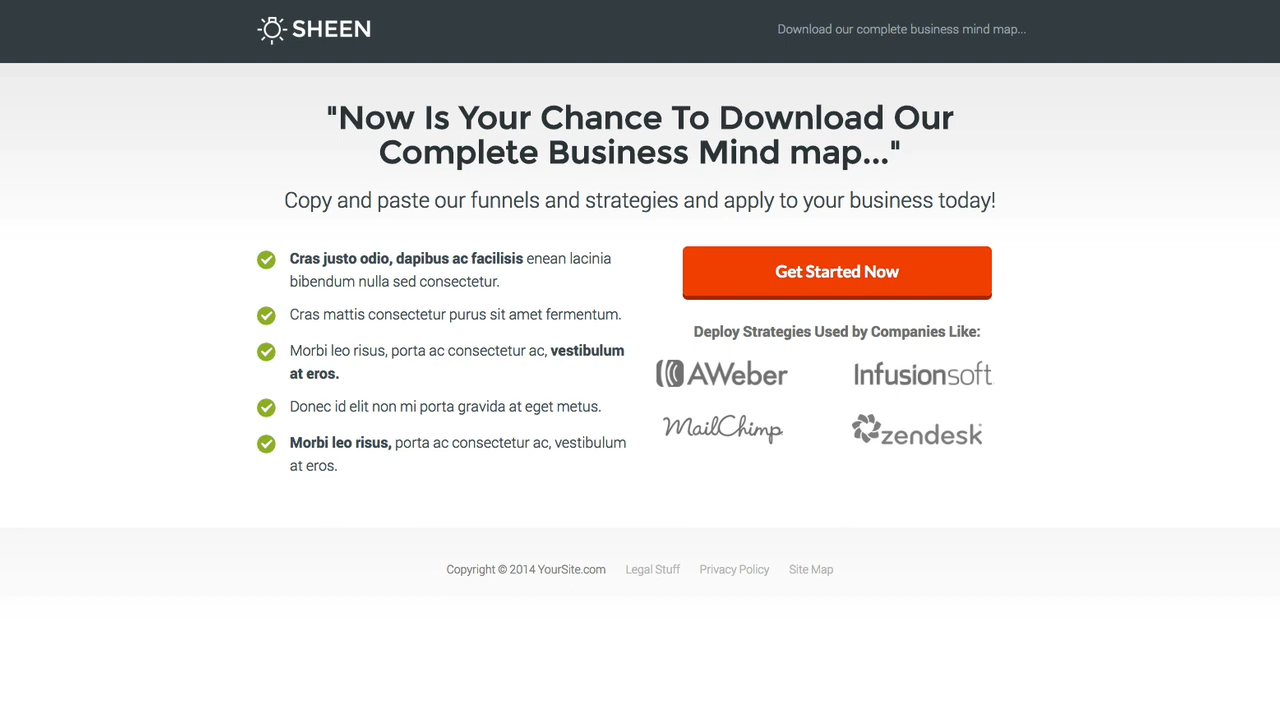 SHEEN
Download our complete business mind map...
"Now Is Your Chance To Download Our
Complete Business Mind map..."
Copy and paste our funnels and strategies and apply to your business today!
Cras justo odio, dapibus ac facilisis enean lacinia
bibendum nulla sed consectetur.
Cras mattis consectetur purus sit amet fermentum.
Morbi leo risus, porta ac consectetur ac, vestibulum
at eros.
Donec id elit non mi porta gravida at eget metus.
Morbi leo risus, porta ac consectetur ac, vestibulum
at eros.
Get Started Now
Deploy Strategies Used by Companies Like:
AWeber
Infusionsoft
MailChimp
zendesk
Copyright © 2014 YourSite.com Legal Stuff Privacy Policy Site Map